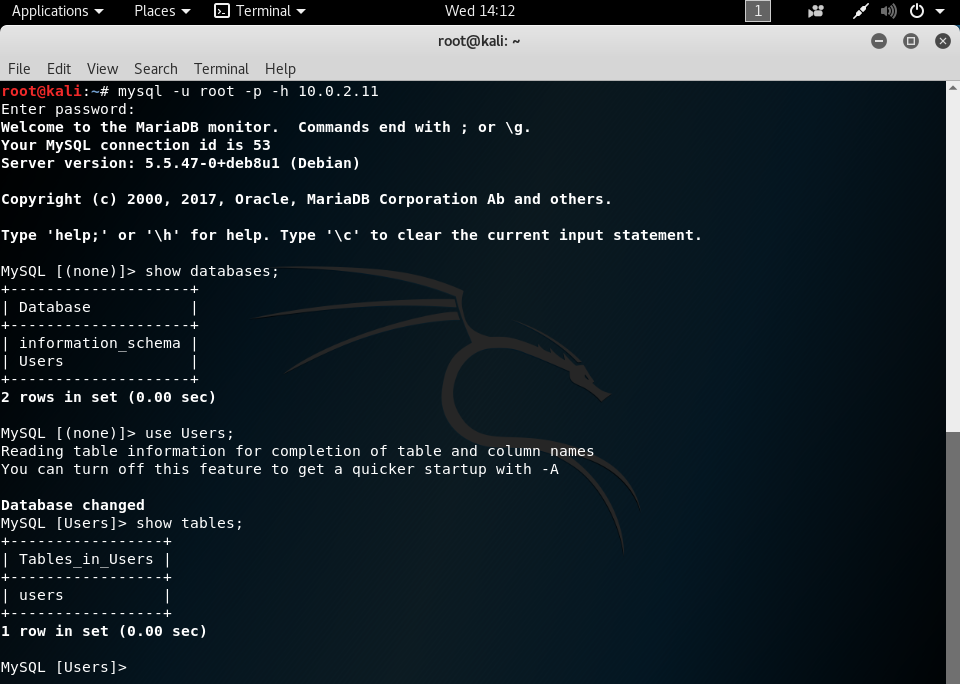 Applications Places Terminal Wed 14:12 1
root@kali: ~
File Edit View Search Terminal Help
root@kali:~# mysql -u root -p -h 10.0.2.11
Enter password:
Welcome to the MariaDB monitor.  Commands end with ; or \g.
Your MySQL connection id is 53
Server version: 5.5.47-0+deb8u1 (Debian)

Copyright (c) 2000, 2017, Oracle, MariaDB Corporation Ab and others.

Type 'help;' or '\h' for help. Type '\c' to clear the current input statement.

MySQL [(none)]> show databases;
+--------------------+
| Database           |
+--------------------+
| information_schema |
| Users              |
+--------------------+
2 rows in set (0.00 sec)

MySQL [(none)]> use Users;
Reading table information for completion of table and column names
You can turn off this feature to get a quicker startup with -A

Database changed
MySQL [Users]> show tables;
+-----------------+
| Tables_in_Users |
+-----------------+
| users           |
+-----------------+
1 row in set (0.00 sec)

MySQL [Users]>